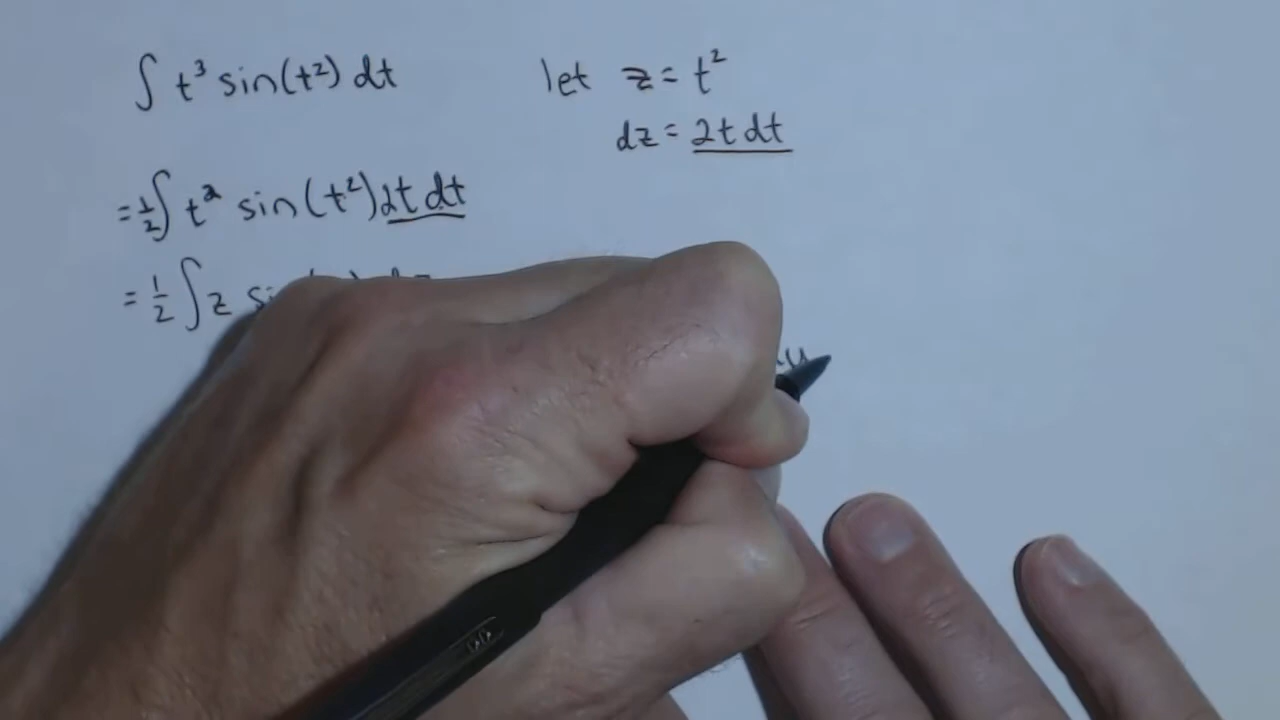 ∫ t³ sin(t²) dt
let z = t²
dz = 2t dt
= ½ ∫ t² sin(t²) 2t dt
= ½ ∫ z